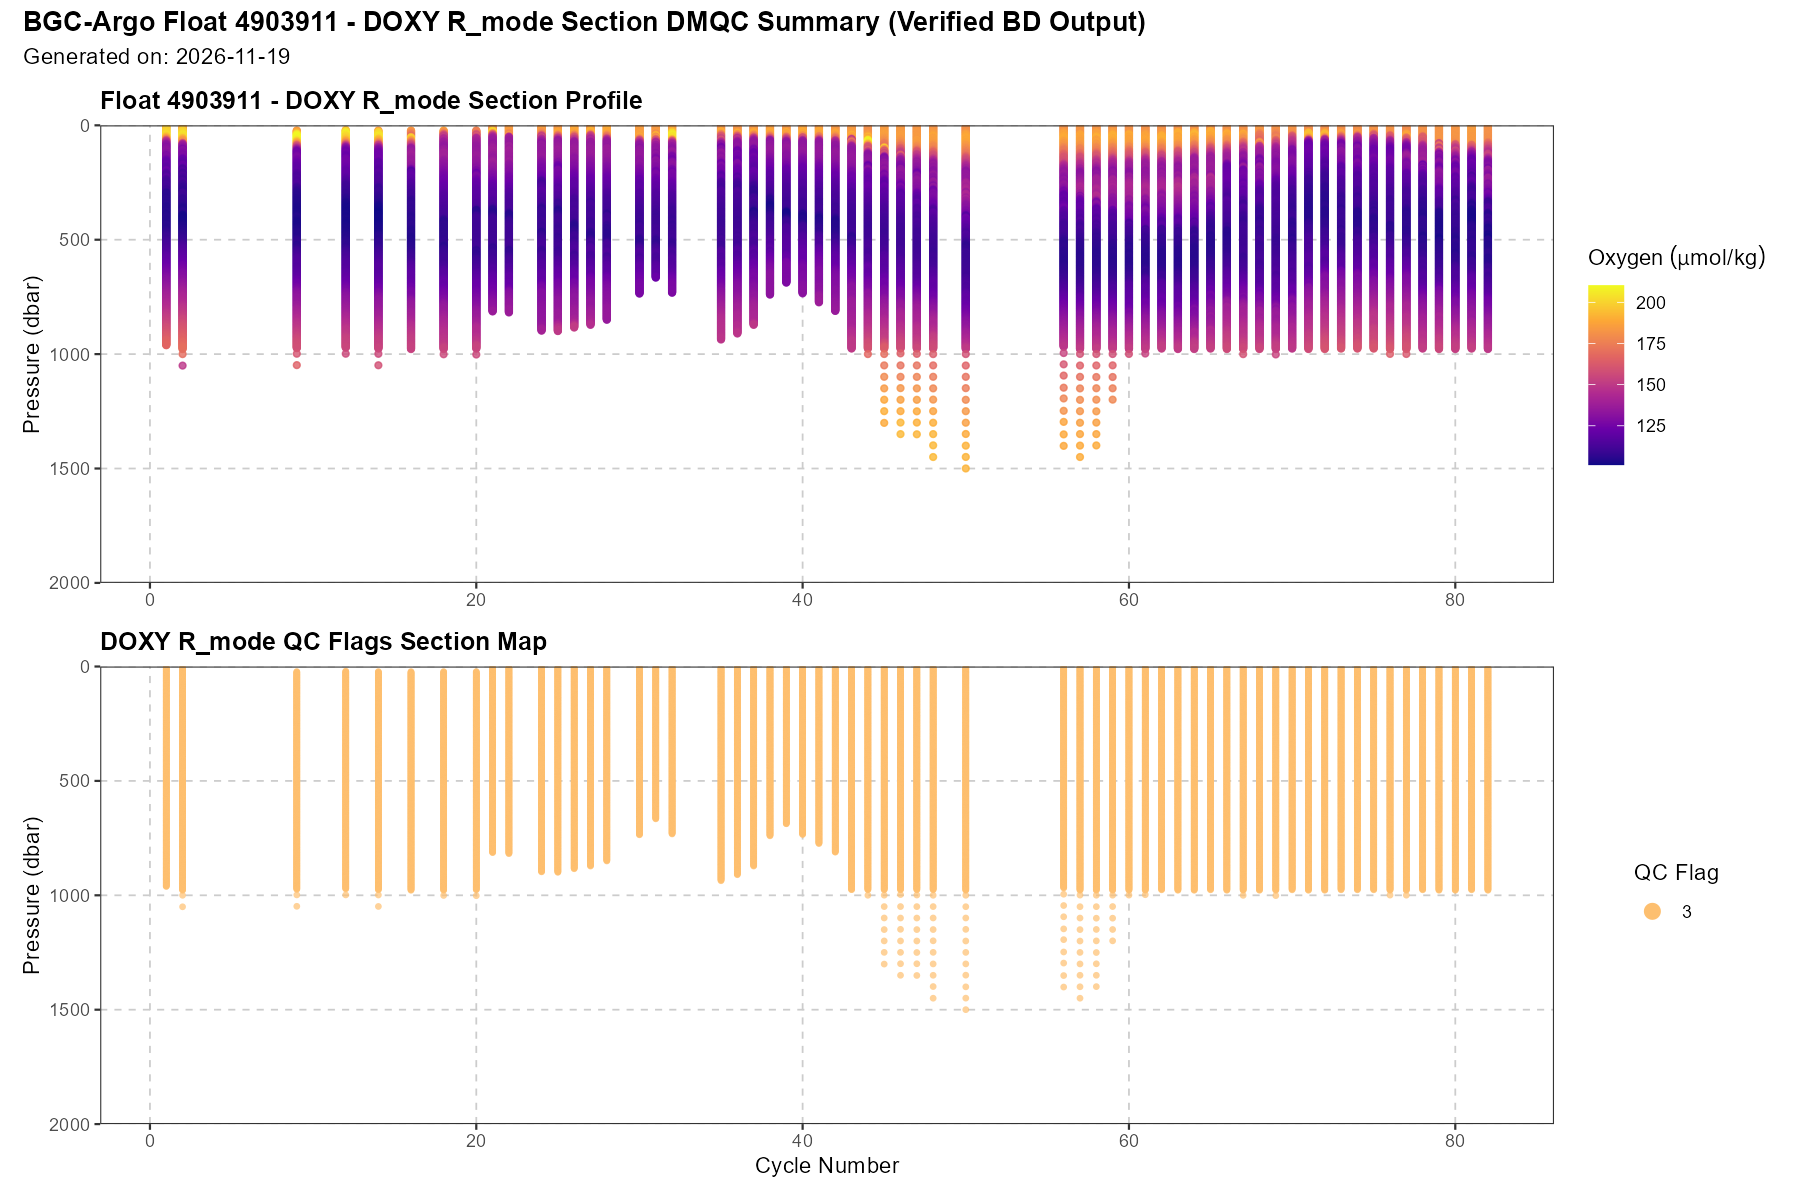 BGC-Argo Float 4903911 - DOXY R_mode Section DMQC Summary (Verified BD Output)
Generated on: 2026-11-19
Float 4903911 - DOXY R_mode Section Profile
Pressure (dbar)
0
500
1000
1500
2000
0 20 40 60 80
Oxygen (μmol/kg)
200
175
150
125
DOXY R_mode QC Flags Section Map
Pressure (dbar)
0
500
1000
1500
2000
0 20 40 60 80
Cycle Number
QC Flag
3